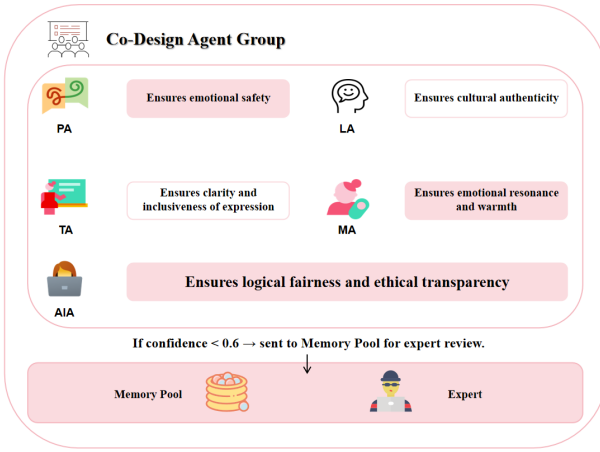 Co-Design Agent Group
Ensures emotional safety
PA
Ensures cultural authenticity
LA
Ensures clarity and
inclusiveness of expression
TA
Ensures emotional resonance
and warmth
MA
Ensures logical fairness and ethical transparency
AIA
If confidence < 0.6 → sent to Memory Pool for expert review.
Memory Pool
Expert